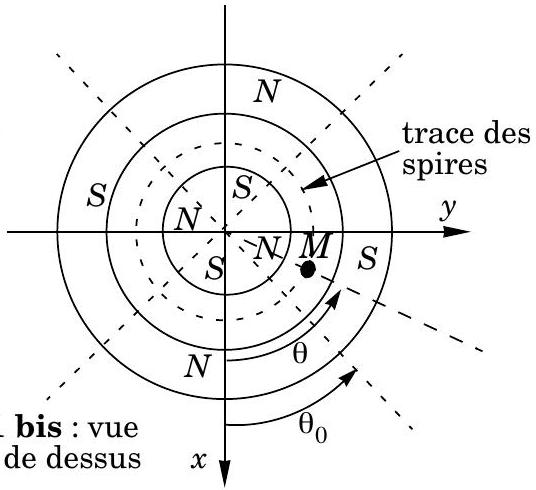 N
trace des
spires
S
S
y
N
N
M
S
S
N
θ
bis : vue
de dessus
x
θ0